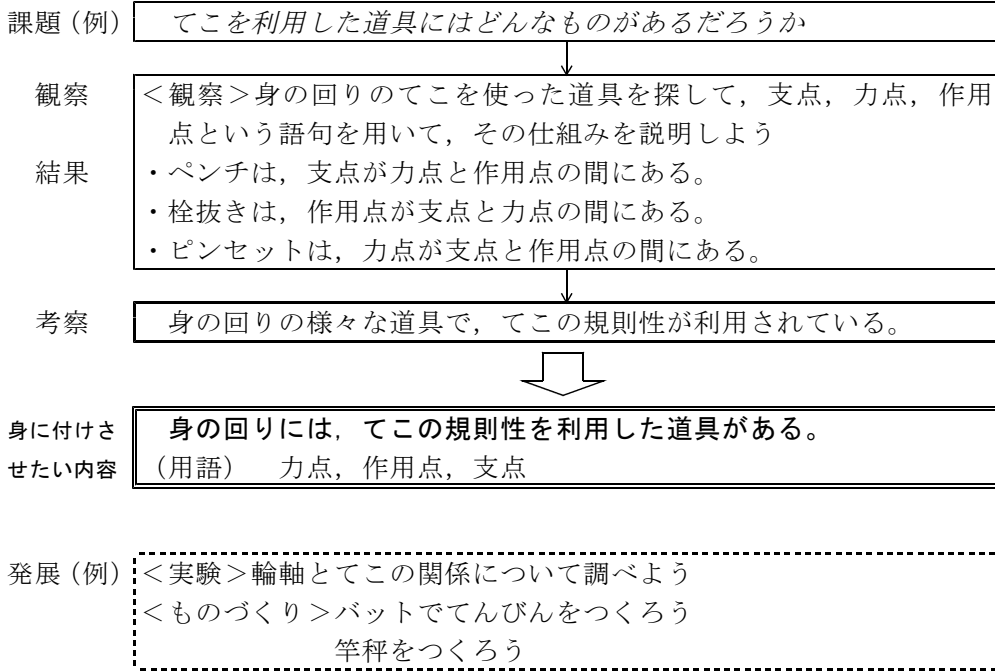 課題（例） てこを利用した道具にはどんなものがあるだろうか
観察 ＜観察＞身の回りのてこを使った道具を探して，支点，力点，作用
点という語句を用いて，その仕組みを説明しよう
結果 ・ペンチは，支点が力点と作用点の間にある。
・栓抜きは，作用点が支点と力点の間にある。
・ピンセットは，力点が支点と作用点の間にある。
考察 身の回りの様々な道具で，てこの規則性が利用されている。
身に付けさ 身の回りには，てこの規則性を利用した道具がある。
せたい内容 （用語） 力点，作用点，支点
発展（例） ＜実験＞輪軸とてこの関係について調べよう
＜ものづくり＞バットでてんびんをつくろう
竿秤をつくろう